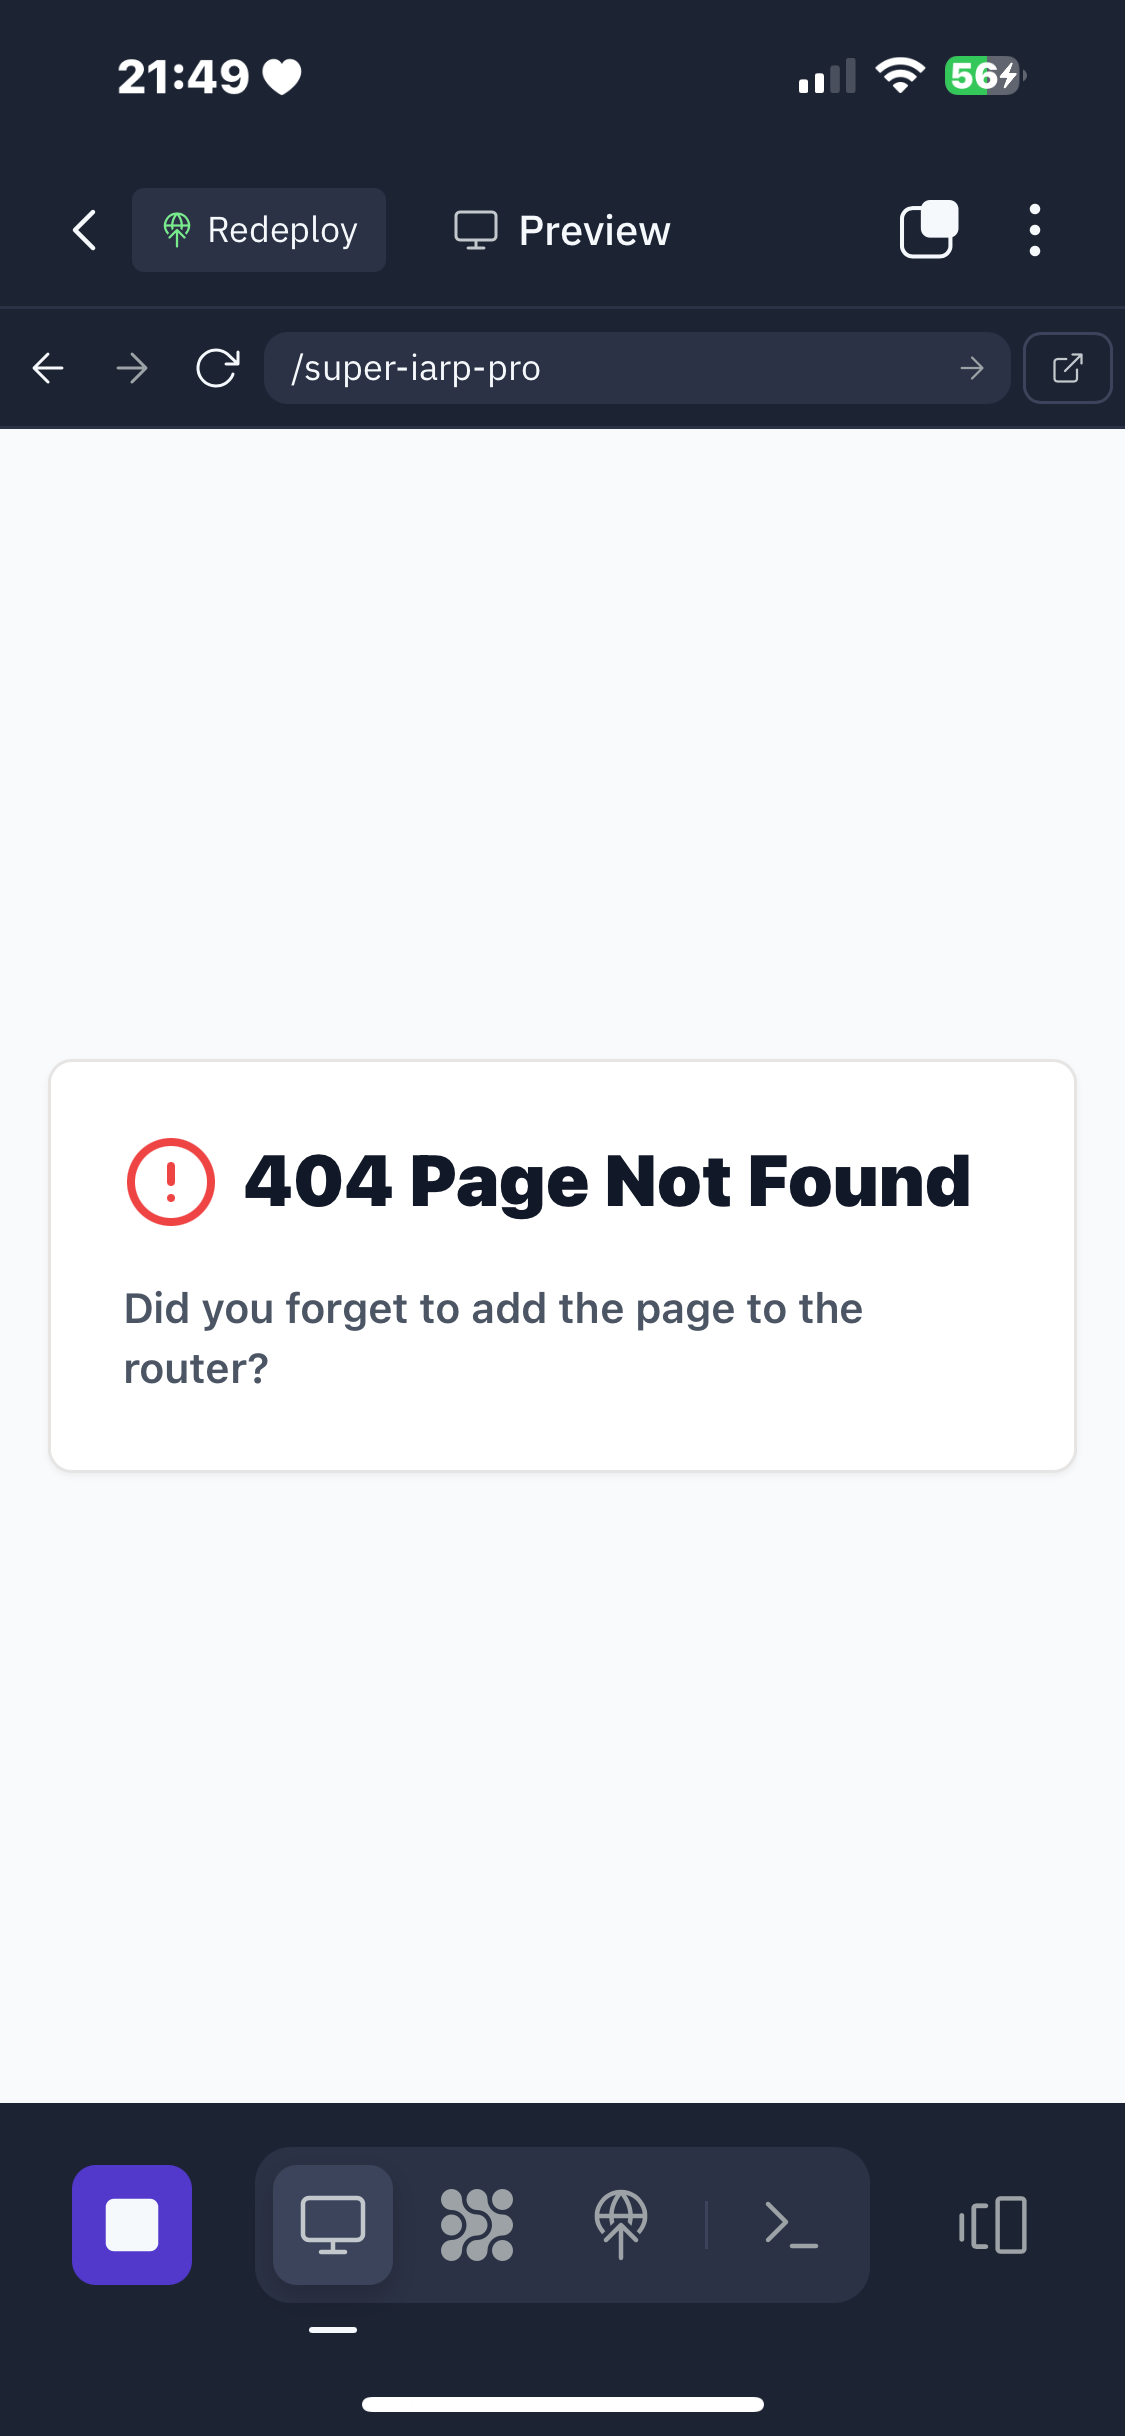 21:49
56
Redeploy
Preview
/super-iarp-pro
404 Page Not Found
Did you forget to add the page to the
router?